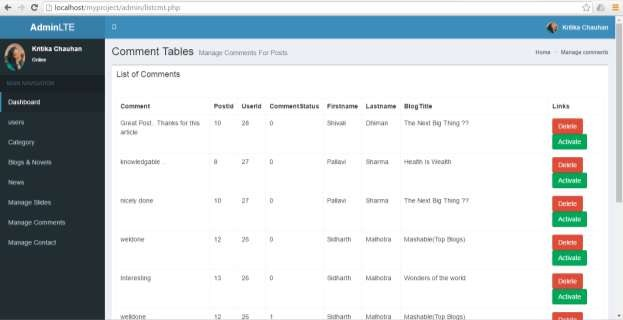 localhost/myproject/admin/listcmt.php
AdminLTE
Kritika Chauhan
Kritika Chauhan
Online
MAIN NAVIGATION
Dashboard
users
Category
Blogs & Novels
News
Manage Slides
Manage Comments
Manage Contact
Comment Tables Manage Comments For Posts
Home Manage comments
List of Comments
Comment PostId UserId CommentStatus Firstname Lastname BlogTitle Links
Great Post.. Thanks for this 10 28 0 Shivali Dhiman The Next Big Thing ?? Delete
article Activate
knowledgable .. 8 27 0 Pallavi Sharma Health Is Wealth Delete
Activate
nicely done 10 27 0 Pallavi Sharma The Next Big Thing ?? Delete
Activate
weldone 12 26 0 Sidharth Malhotra Mashable(Top Blogs) Delete
Activate
Interesting 13 26 0 Sidharth Malhotra Wonders of the world Delete
Activate
welldone 12 26 1 Sidharth Malhotra Mashable(Top Blogs) Delete